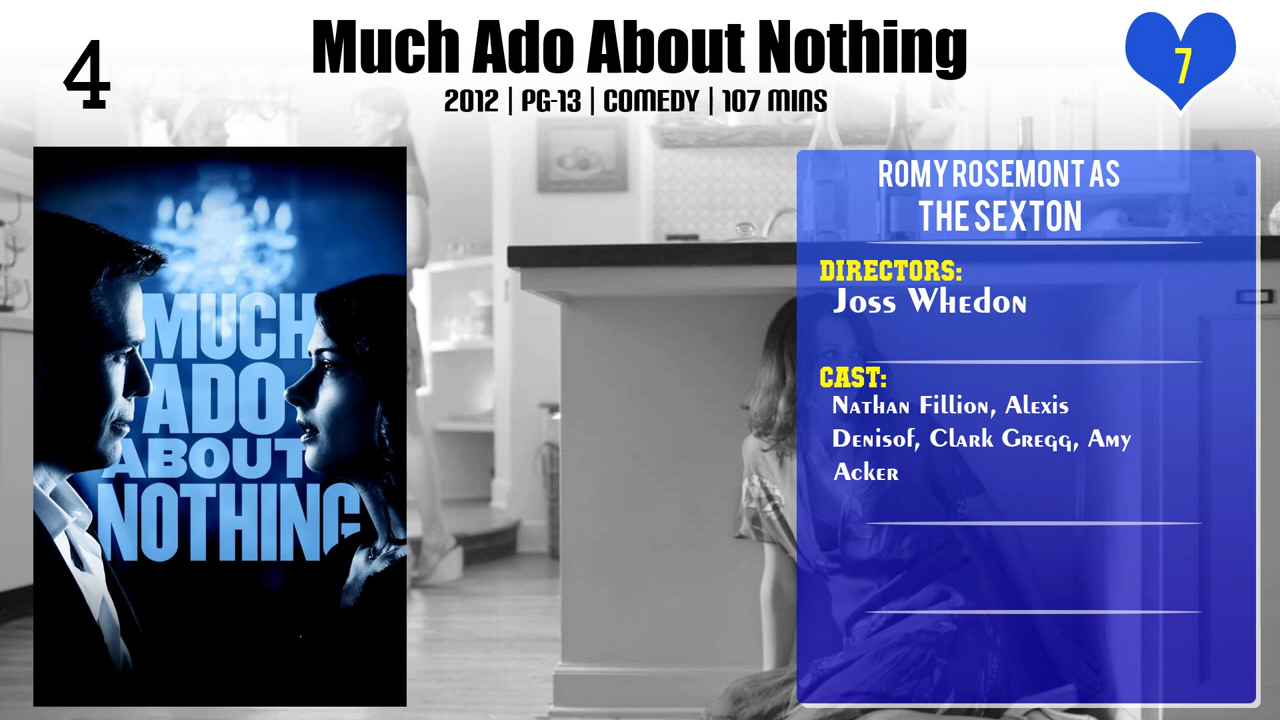 4
Much Ado About Nothing
7
2012 | PG-13 | COMEDY | 107 MINS
MUCH
ADO
ABOUT
NOTHING
ROMY ROSEMONT AS
THE SEXTON
DIRECTORS:
Joss Whedon
CAST:
Nathan Fillion, Alexis
Denisof, Clark Gregg, Amy
Acker